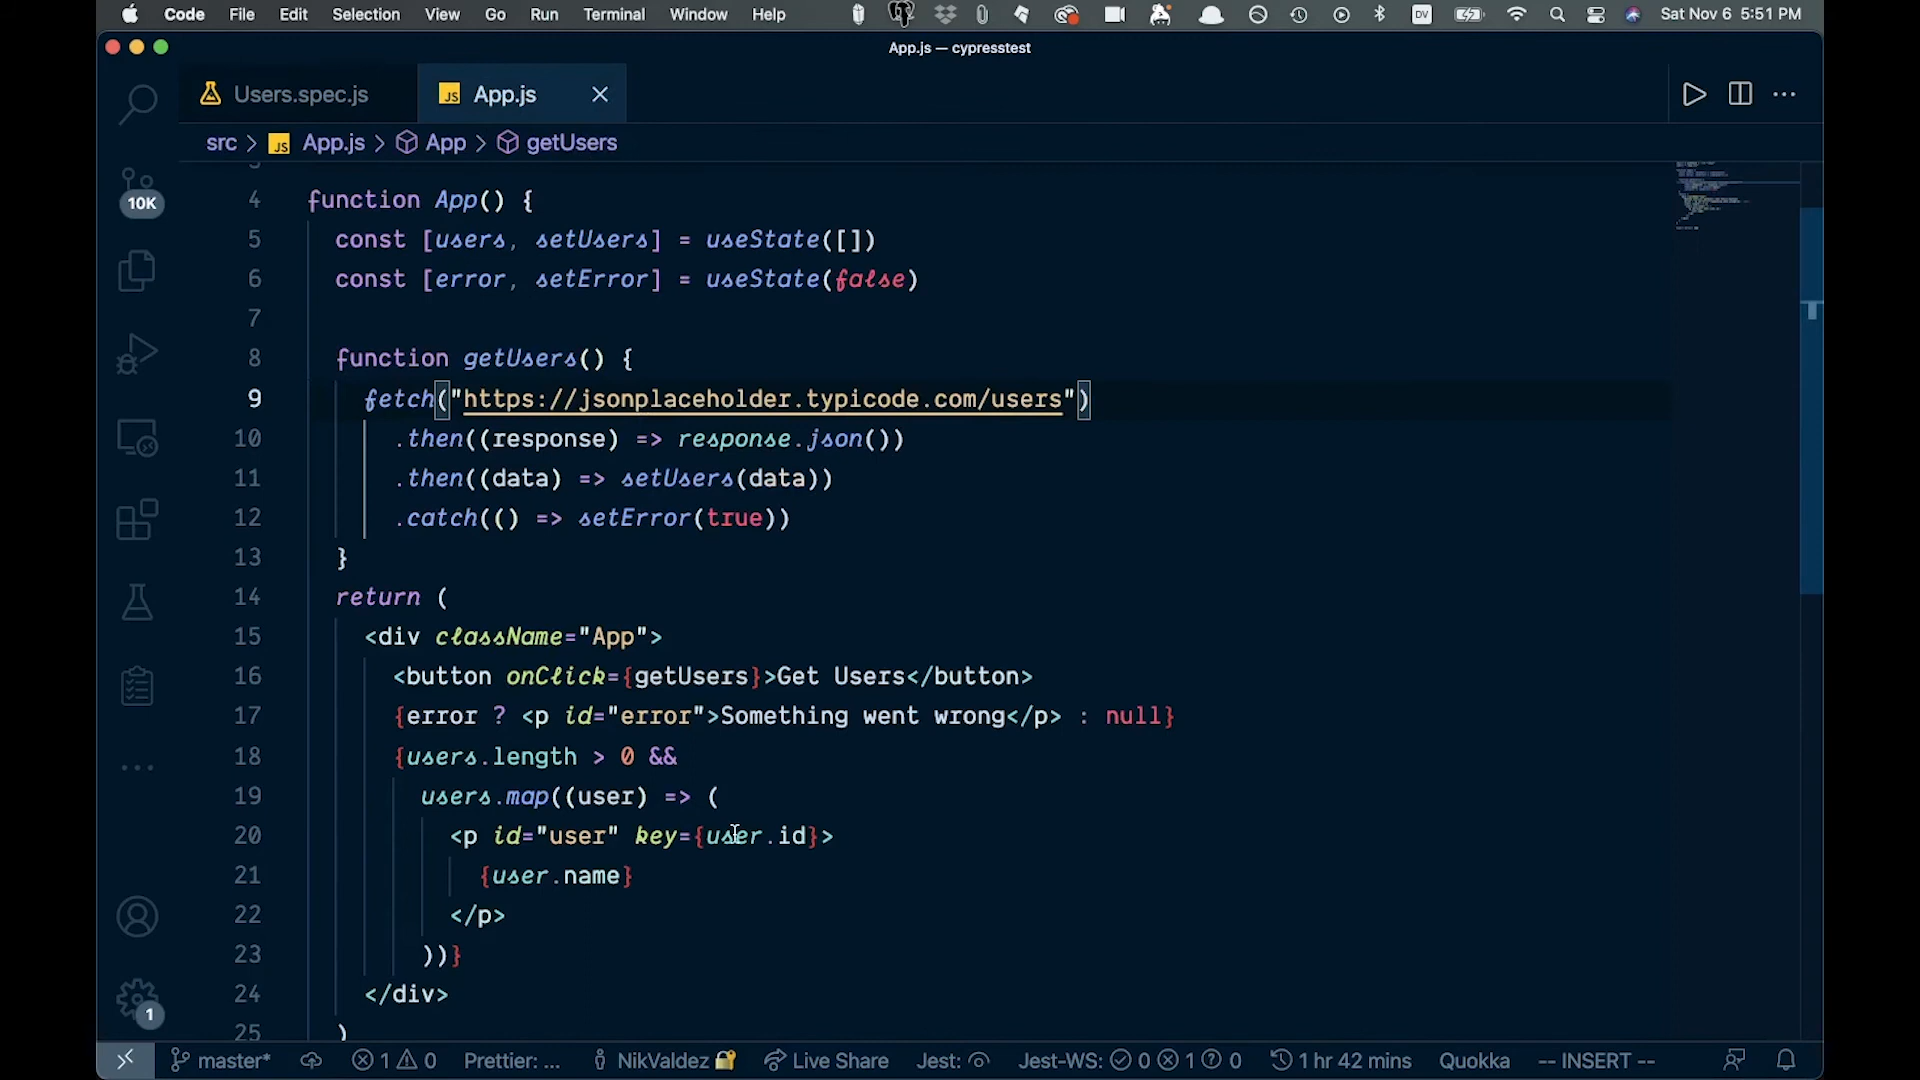 Code File Edit Selection View Go Run Terminal Window Help DV Sat Nov 6 5:51 PM
App.js — cypresstest
Users.spec.js JS App.js
src > JS App.js > App > getUsers
10K
4 function App() {
5 const [users, setUsers] = useState([])
6 const [error, setError] = useState(false)
7
8 function getUsers() {
9 fetch("https://jsonplaceholder.typicode.com/users")
10 .then((response) => response.json())
11 .then((data) => setUsers(data))
12 .catch(() => setError(true))
13 }
14 return (
15 <div className="App">
16 <button onClick={getUsers}>Get Users</button>
17 {error ? <p id="error">Something went wrong</p> : null}
18 {users.length > 0 &&
19 users.map((user) => (
20 <p id="user" key={user.id}>
21 {user.name}
22 </p>
23 ))}
24 </div>
25 )
1
master* 1 0 Prettier: ... NikValdez Live Share Jest: Jest-WS: 0 1 0 1 hr 42 mins Quokka -- INSERT --